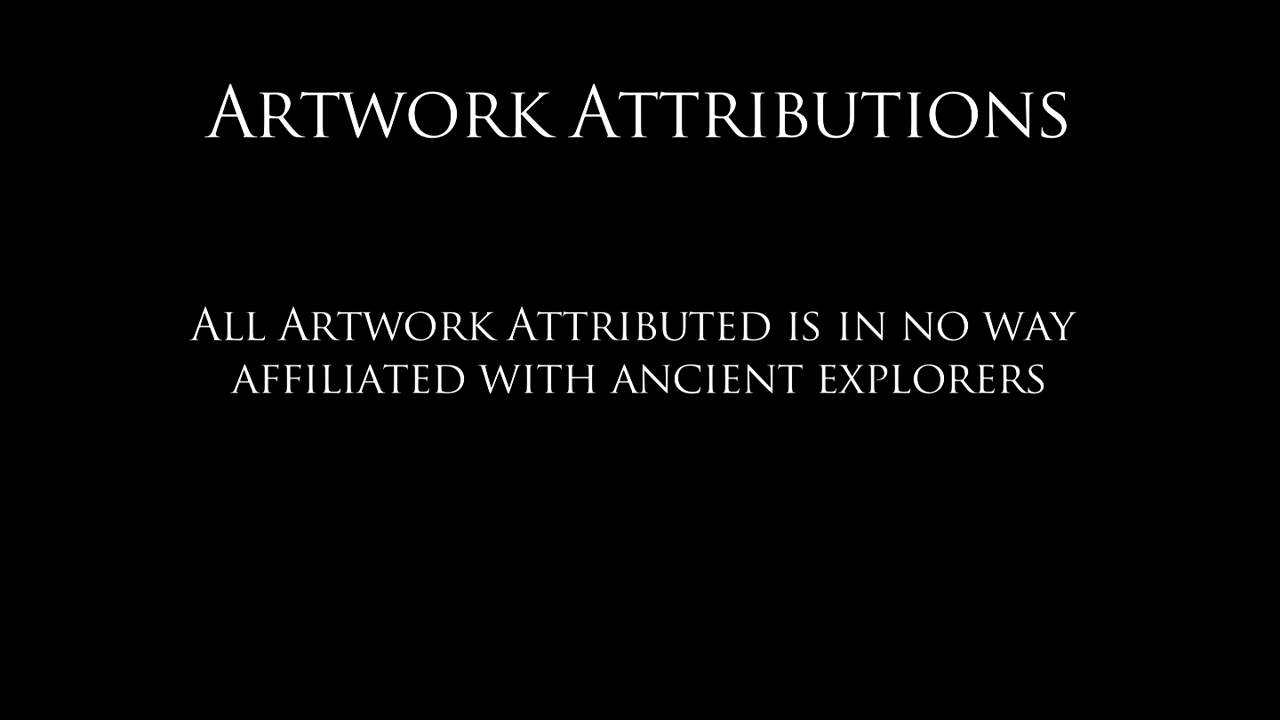 Artwork Attributions
All Artwork Attributed is in no way
affiliated with ancient explorers